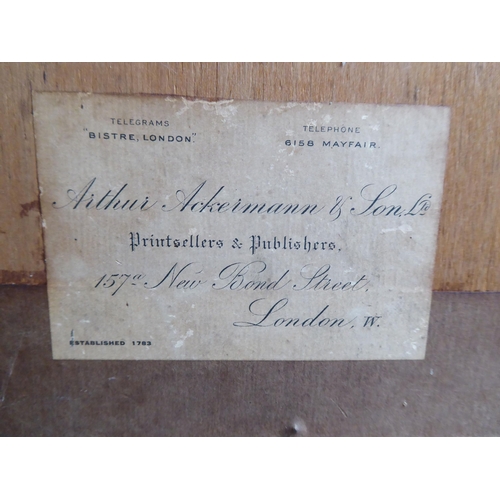 TELEGRAMS
"BISTRE, LONDON."
TELEPHONE
6158 MAYFAIR.
Arthur Ackermann & Son, Ltd
Printsellers & Publishers,
157a New Bond Street,
London, W.
ESTABLISHED 1783